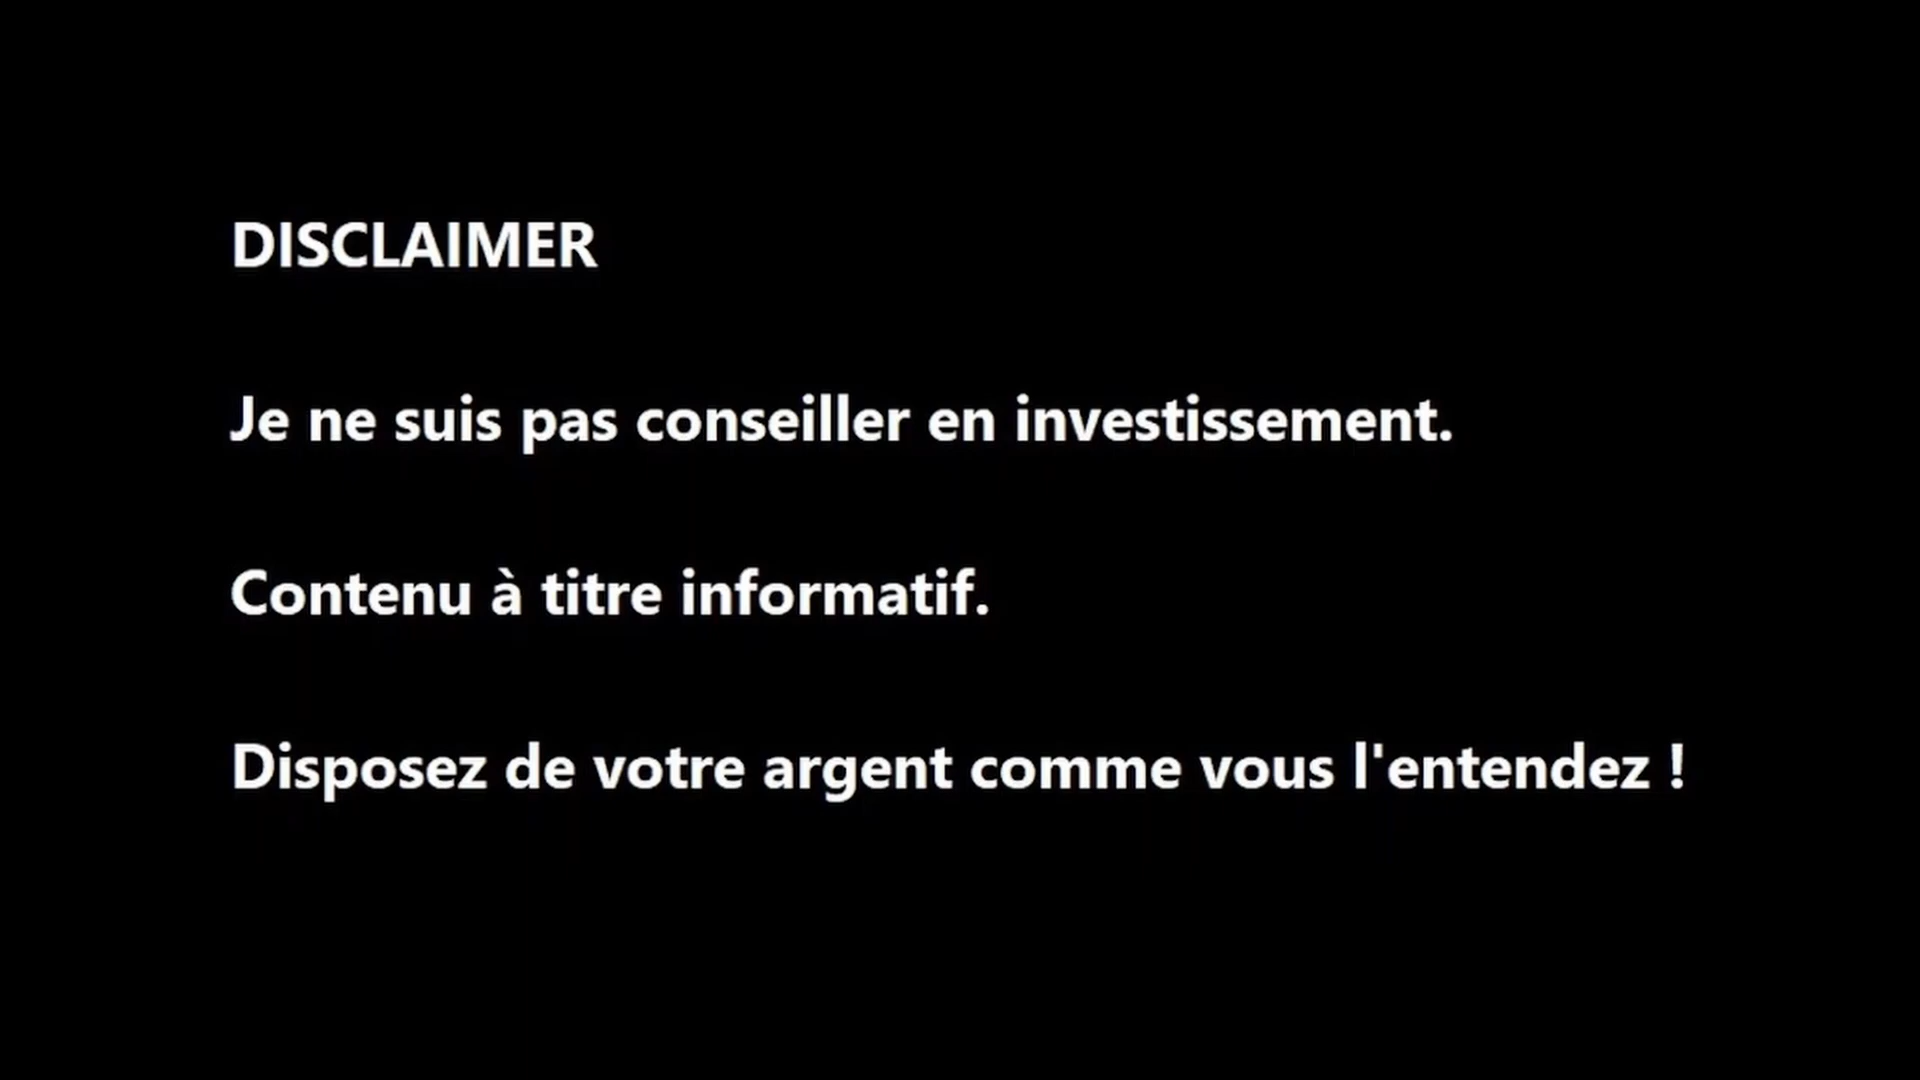 DISCLAIMER
Je ne suis pas conseiller en investissement.
Contenu à titre informatif.
Disposez de votre argent comme vous l'entendez !